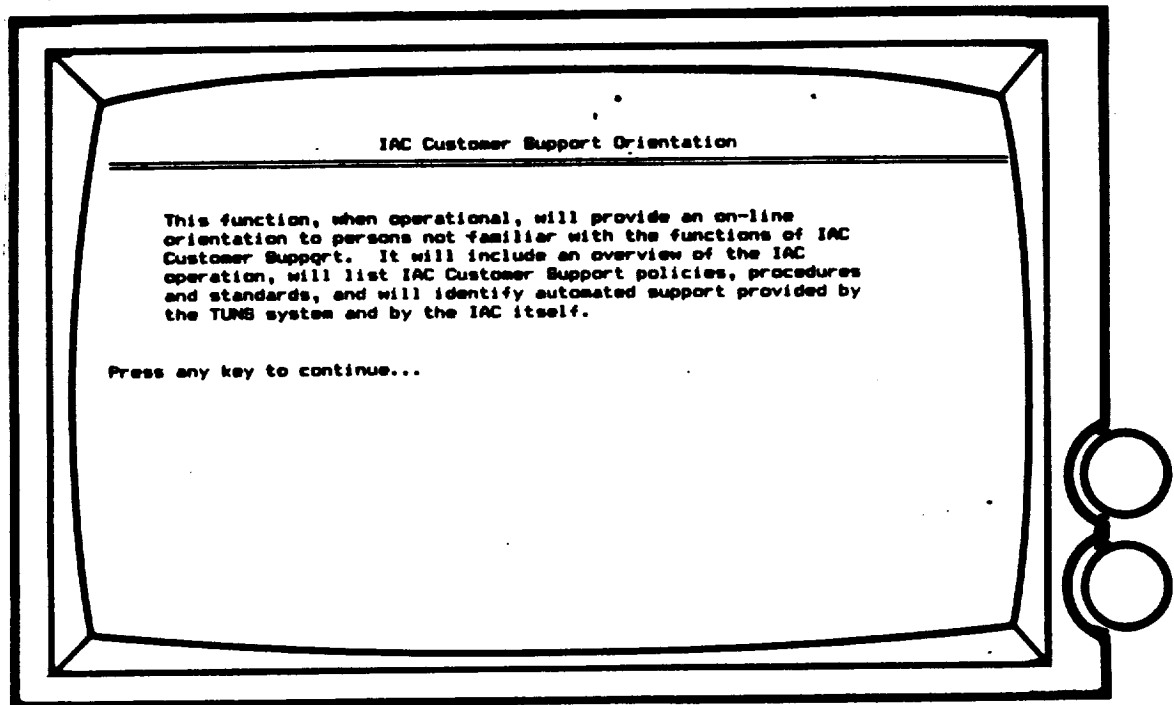 IAC Customer Support Orientation
This function, when operational, will provide an on-line
orientation to persons not familiar with the functions of IAC
Customer Support. It will include an overview of the IAC
operation, will list IAC Customer Support policies, procedures
and standards, and will identify automated support provided by
the TUNS system and by the IAC itself.
Press any key to continue...